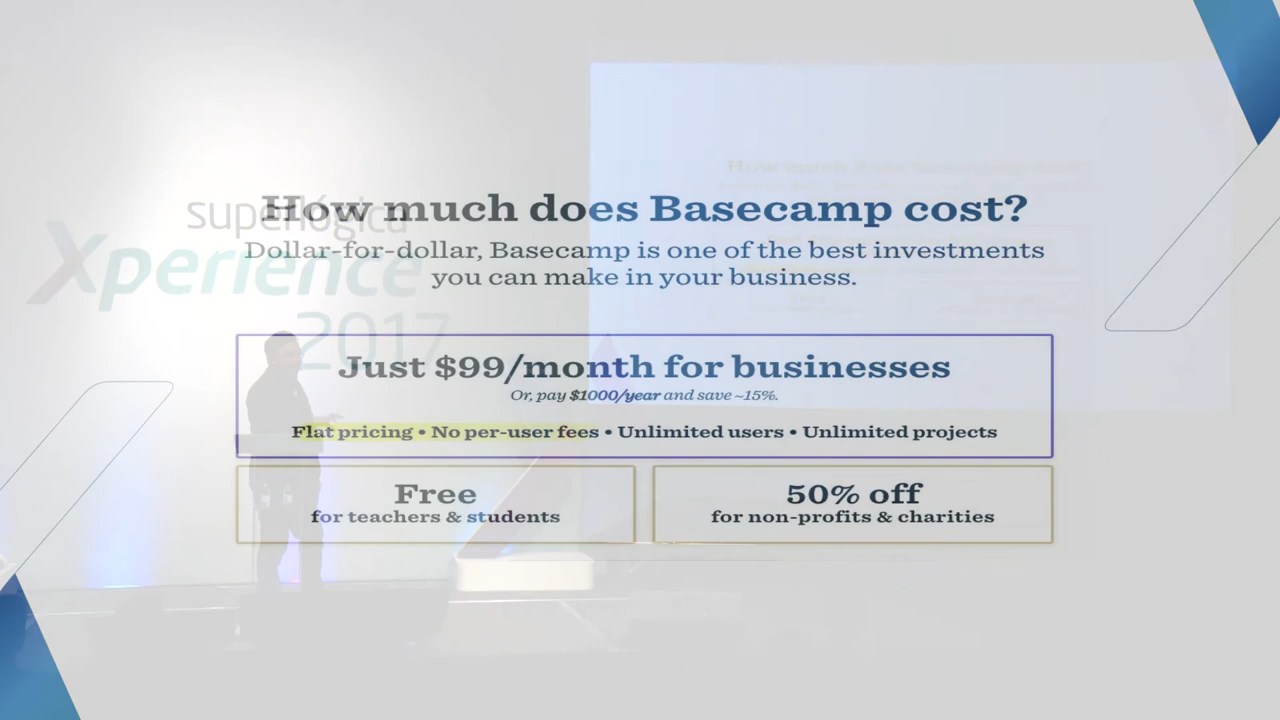 superlógica
Xperience
2017
How much does Basecamp cost?
Dollar-for-dollar, Basecamp is one of the best investments
you can make in your business.
Just $99/month for businesses
Or, pay $1000/year and save ~15%.
Flat pricing • No per-user fees • Unlimited users • Unlimited projects
Free
for teachers & students
50% off
for non-profits & charities